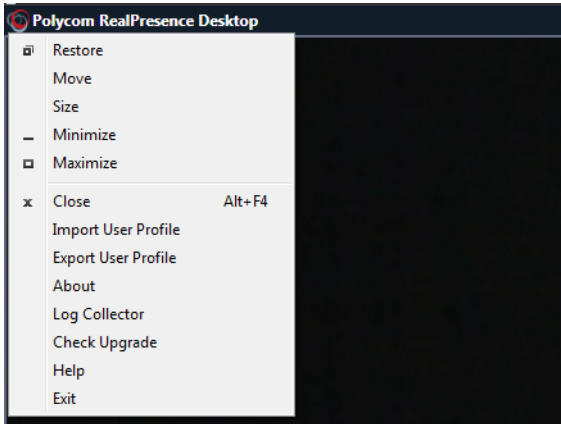 Polycom RealPresence Desktop
Restore
Move
Size
Minimize
Maximize
Close Alt+F4
Import User Profile
Export User Profile
About
Log Collector
Check Upgrade
Help
Exit